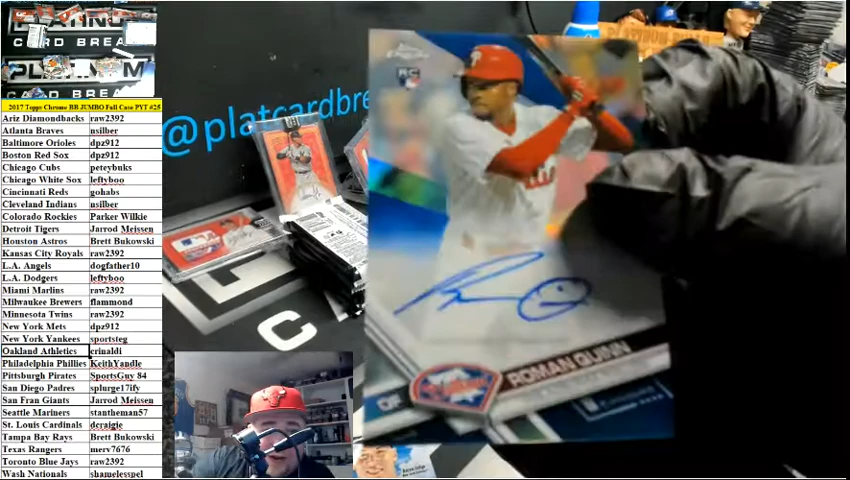 PLATINUM
CARD BREA
2017 Topps Chrome BB JUMBO Full Case PYT #25
Ariz Diamondbacks raw2392
Atlanta Braves nsilber
Baltimore Orioles dpz912
Boston Red Sox dpz912
Chicago Cubs peteybuks
Chicago White Sox leftyboo
Cincinnati Reds gohabs
Cleveland Indians nsilber
Colorado Rockies Parker Wilkie
Detroit Tigers Jarrod Meissen
Houston Astros Brett Bukowski
Kansas City Royals raw2392
L.A. Angels dogfather10
L.A. Dodgers leftyboo
Miami Marlins raw2392
Milwaukee Brewers flammond
Minnesota Twins raw2392
New York Mets dpz912
New York Yankees sportsteg
Oakland Athletics crinaldi
Philadelphia Phillies KeithYandle
Pittsburgh Pirates SportsGuy 84
San Diego Padres splurge17ify
San Fran Giants Jarrod Meissen
Seattle Mariners stantheman57
St. Louis Cardinals dcraigie
Tampa Bay Rays Brett Bukowski
Texas Rangers merv7676
Toronto Blue Jays raw2392
Wash Nationals shamelesspel
@platcardbre
C
RC
ROMAN QUINN
Phillies
OF